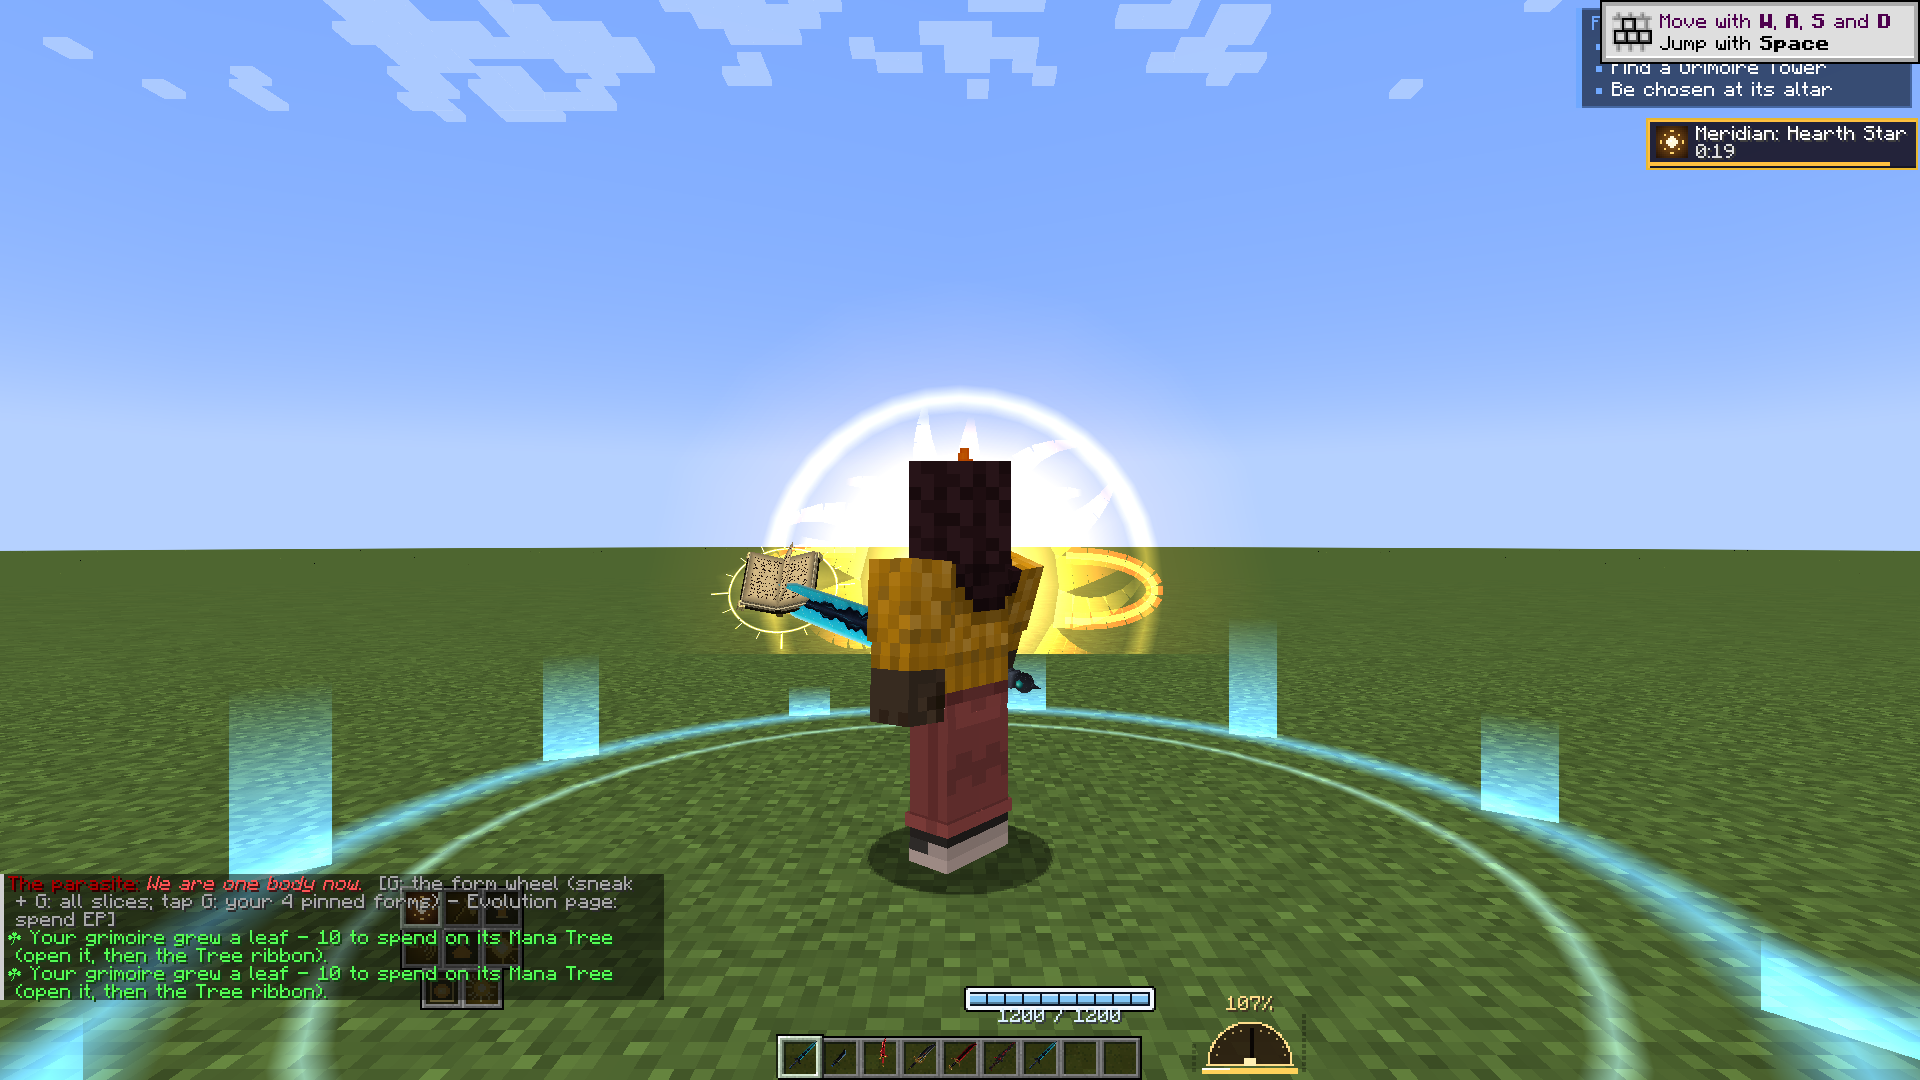 Move with W, A, S and D
Jump with Space
Find a Grimoire Tower
Be chosen at its altar
Meridian: Hearth Star
0:19
The parasite: We are one body now. [G: the form wheel (sneak
+ G: all slices; tap G: your 4 pinned forms) - Evolution page:
spend EP]
☘ Your grimoire grew a leaf - 10 to spend on its Mana Tree
(open it, then the Tree ribbon).
☘ Your grimoire grew a leaf - 10 to spend on its Mana Tree
(open it, then the Tree ribbon).
1200 / 1200
107%